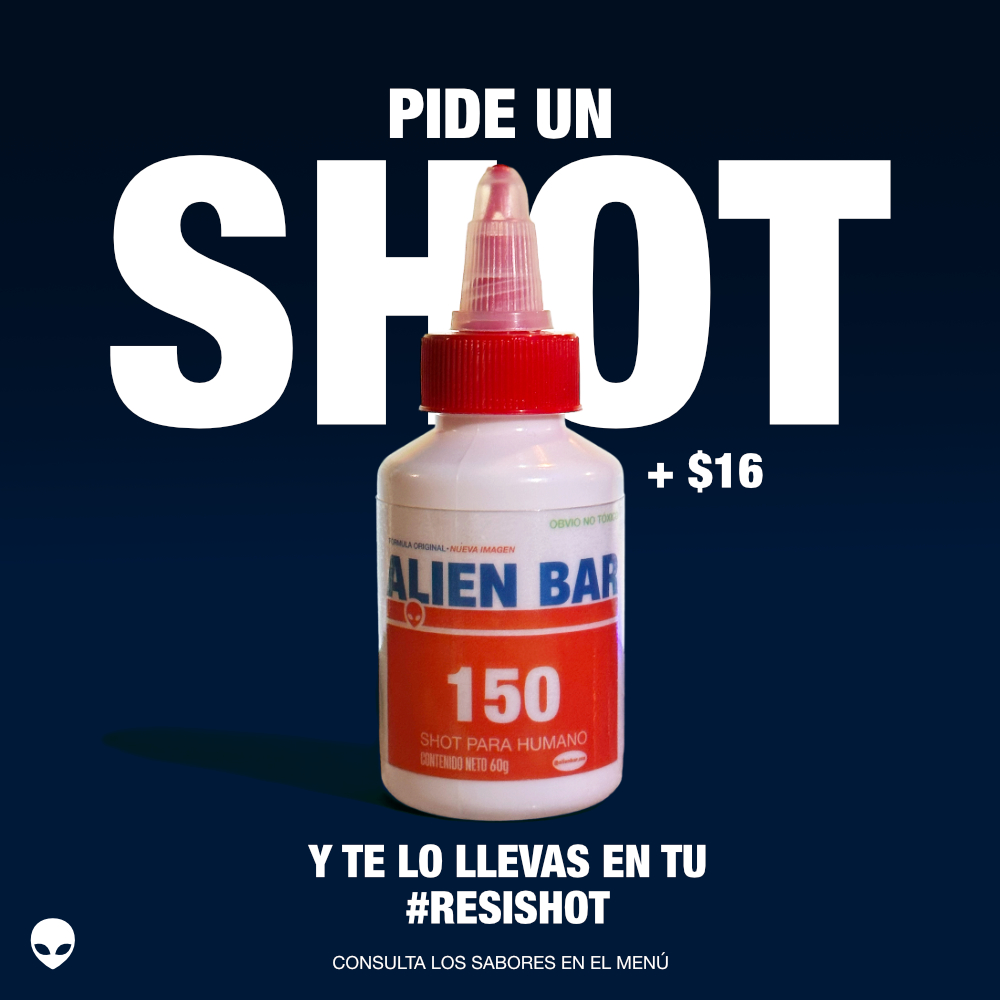 PIDE UN
SHOT
+ $16
OBVIO NO TÓXICO
FORMULA ORIGINAL-NUEVA IMAGEN
ALIEN BAR
150
SHOT PARA HUMANO
CONTENIDO NETO 60g
Y TE LO LLEVAS EN TU
#RESISHOT
CONSULTA LOS SABORES EN EL MENÚ